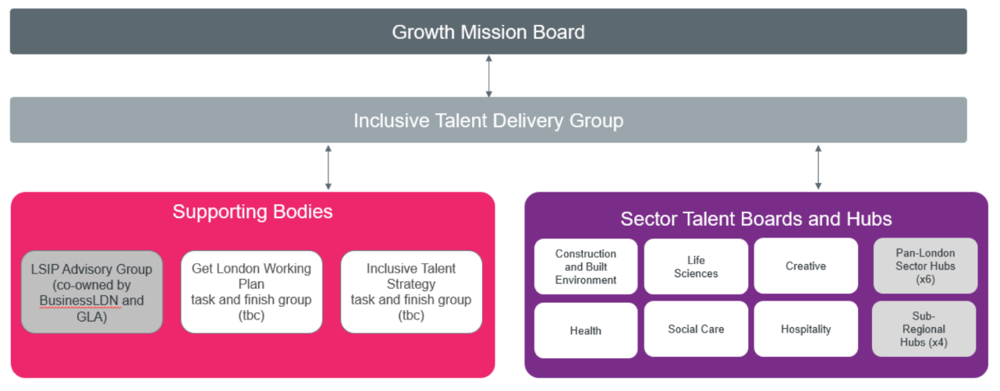 Growth Mission Board
Inclusive Talent Delivery Group
Supporting Bodies
LSIP Advisory Group
(co-owned by
BusinessLDN and
GLA)
Get London Working
Plan
task and finish group
(tbc)
Inclusive Talent
Strategy
task and finish group
(tbc)
Sector Talent Boards and Hubs
Construction
and Built
Environment
Life
Sciences
Creative
Pan-London
Sector Hubs
(x6)
Health
Social Care
Hospitality
Sub-
Regional
Hubs (x4)